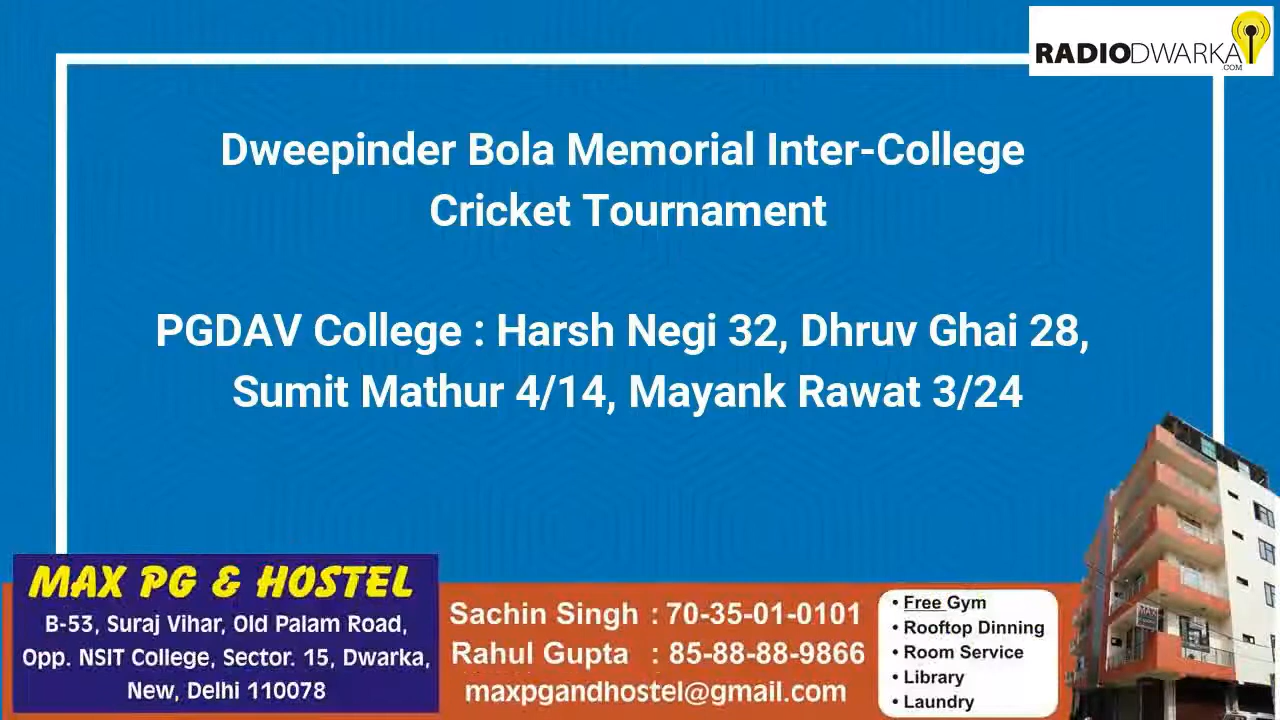 RADIODWARKA
.COM
Dweepinder Bola Memorial Inter-College
Cricket Tournament
PGDAV College : Harsh Negi 32, Dhruv Ghai 28,
Sumit Mathur 4/14, Mayank Rawat 3/24
MAX PG & HOSTEL
B-53, Suraj Vihar, Old Palam Road,
Opp. NSIT College, Sector. 15, Dwarka,
New, Delhi 110078
Sachin Singh : 70-35-01-0101
Rahul Gupta : 85-88-88-9866
maxpgandhostel@gmail.com
• Free Gym
• Rooftop Dinning
• Room Service
• Library
• Laundry
MAX